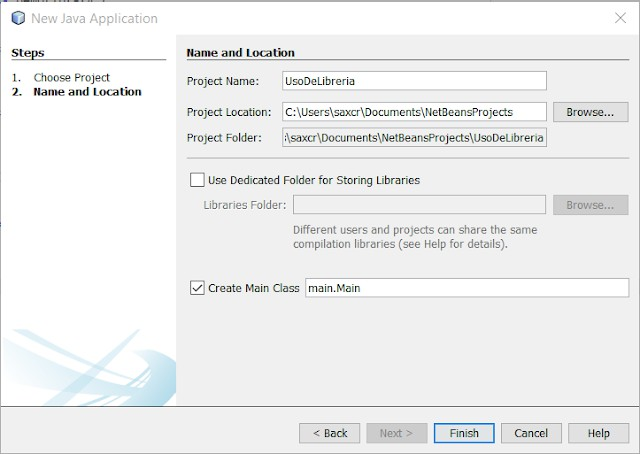 New Java Application
Steps
1. Choose Project
2. Name and Location
Name and Location
Project Name: UsoDeLibreria
Project Location: C:\Users\saxcr\Documents\NetBeansProjects Browse...
Project Folder: :\saxcr\Documents\NetBeansProjects\UsoDeLibreria
Use Dedicated Folder for Storing Libraries
Libraries Folder: Browse...
Different users and projects can share the same
compilation libraries (see Help for details).
Create Main Class main.Main
< Back Next > Finish Cancel Help